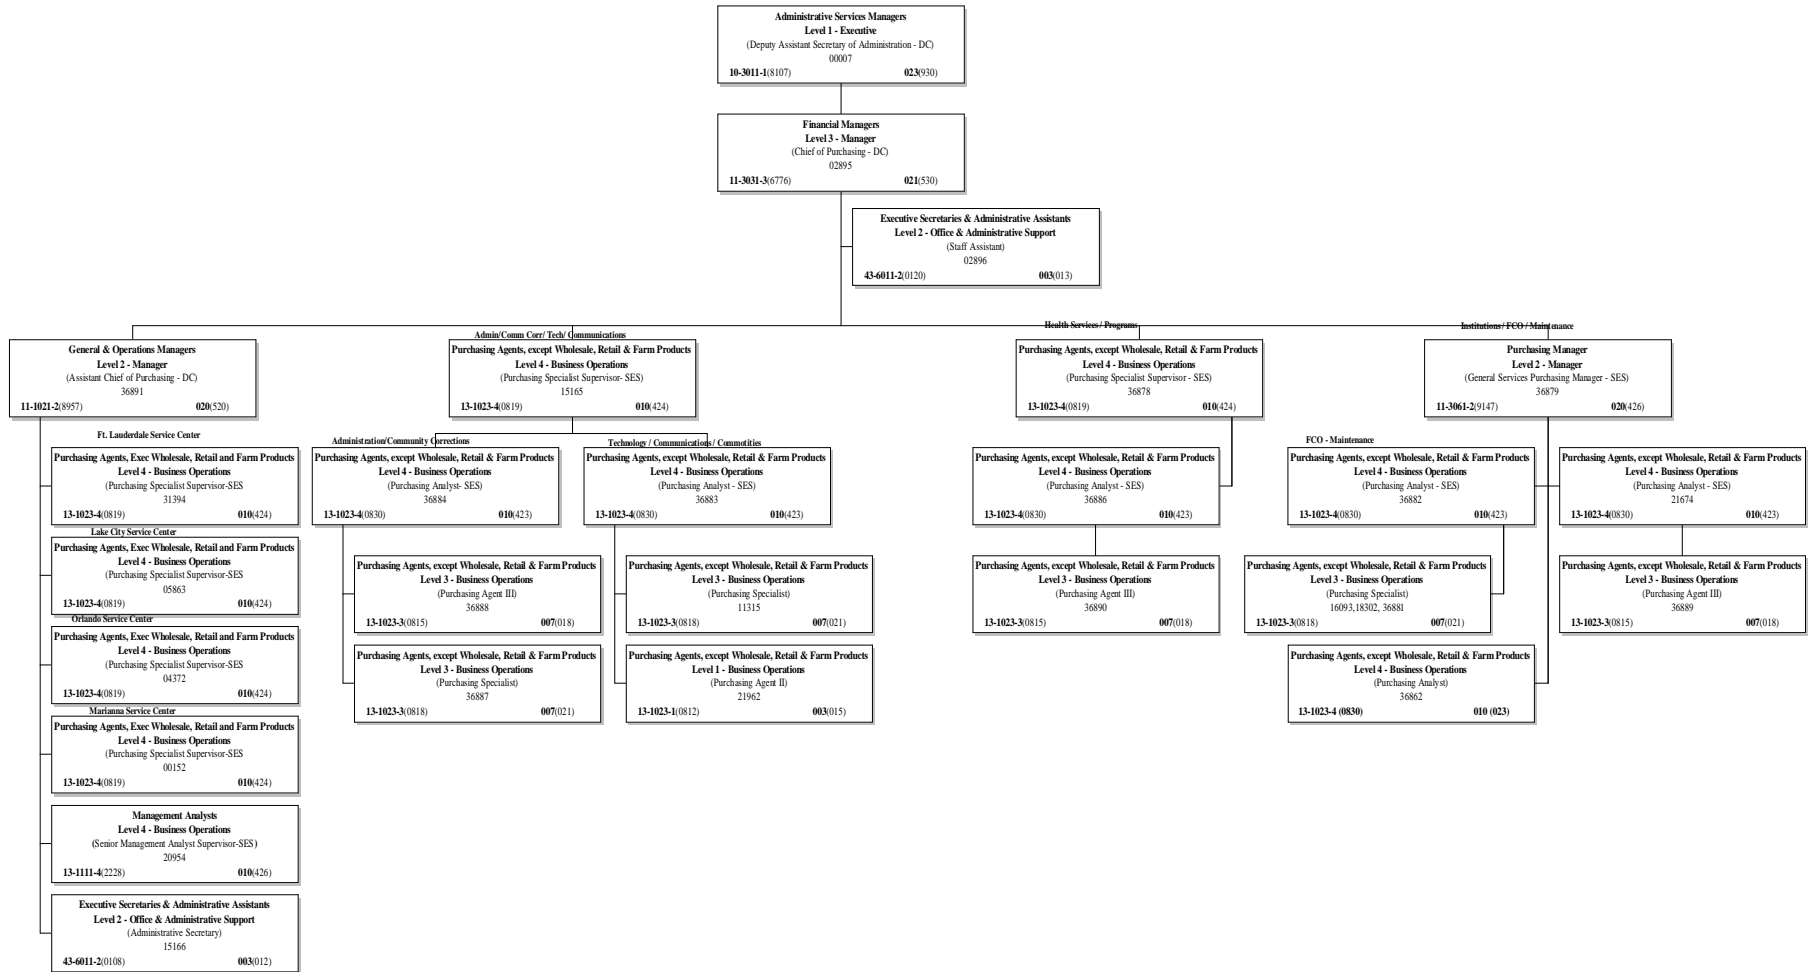 Administrative Services Managers
Level 1 - Executive
(Deputy Assistant Secretary of Administration - DC)
00007
10-3011-1(8107) 023(930)
Financial Managers
Level 3 - Manager
(Chief of Purchasing - DC)
02895
11-3031-3(6776) 021(530)
Executive Secretaries & Administrative Assistants
Level 2 - Office & Administrative Support
(Staff Assistant)
02896
43-6011-2(0120) 003(013)
General & Operations Managers
Level 2 - Manager
(Assistant Chief of Purchasing - DC)
36891
11-1021-2(8957) 020(520)
Ft. Lauderdale Service Center
Purchasing Agents, Exec Wholesale, Retail and Farm Products
Level 4 - Business Operations
(Purchasing Specialist Supervisor-SES
31394
13-1023-4(0819) 010(424)
Lake City Service Center
Purchasing Agents, Exec Wholesale, Retail and Farm Products
Level 4 - Business Operations
(Purchasing Specialist Supervisor-SES
05863
13-1023-4(0819) 010(424)
Orlando Service Center
Purchasing Agents, Exec Wholesale, Retail and Farm Products
Level 4 - Business Operations
(Purchasing Specialist Supervisor-SES
04372
13-1023-4(0819) 010(424)
Marianna Service Center
Purchasing Agents, Exec Wholesale, Retail and Farm Products
Level 4 - Business Operations
(Purchasing Specialist Supervisor-SES
00152
13-1023-4(0819) 010(424)
Management Analysts
Level 4 - Business Operations
(Senior Management Analyst Supervisor-SES)
20954
13-1111-4(2228) 010(426)
Executive Secretaries & Administrative Assistants
Level 2 - Office & Administrative Support
(Administrative Secretary)
15166
43-6011-2(0108) 003(012)
Admin/Comm Corr/ Tech/ Communications
Purchasing Agents, except Wholesale, Retail & Farm Products
Level 4 - Business Operations
(Purchasing Specialist Supervisor- SES)
15165
13-1023-4(0819) 010(424)
Administration/Community Corrections
Purchasing Agents, except Wholesale, Retail & Farm Products
Level 4 - Business Operations
(Purchasing Analyst- SES)
36884
13-1023-4(0830) 010(423)
Purchasing Agents, except Wholesale, Retail & Farm Products
Level 3 - Business Operations
(Purchasing Agent III)
36888
13-1023-3(0815) 007(018)
Purchasing Agents, except Wholesale, Retail & Farm Products
Level 3 - Business Operations
(Purchasing Specialist)
36887
13-1023-3(0818) 007(021)
Technology / Communications / Commotities
Purchasing Agents, except Wholesale, Retail & Farm Products
Level 4 - Business Operations
(Purchasing Analyst - SES)
36883
13-1023-4(0830) 010(423)
Purchasing Agents, except Wholesale, Retail & Farm Products
Level 3 - Business Operations
(Purchasing Specialist)
11315
13-1023-3(0818) 007(021)
Purchasing Agents, except Wholesale, Retail & Farm Products
Level 1 - Business Operations
(Purchasing Agent II)
21962
13-1023-1(0812) 003(015)
Health Services / Programs
Purchasing Agents, except Wholesale, Retail & Farm Products
Level 4 - Business Operations
(Purchasing Specialist Supervisor - SES)
36878
13-1023-4(0819) 010(424)
Purchasing Agents, except Wholesale, Retail & Farm Products
Level 4 - Business Operations
(Purchasing Analyst - SES)
36886
13-1023-4(0830) 010(423)
Purchasing Agents, except Wholesale, Retail & Farm Products
Level 3 - Business Operations
(Purchasing Agent III)
36890
13-1023-3(0815) 007(018)
Institutions / FCO / Maintenance
Purchasing Manager
Level 2 - Manager
(General Services Purchasing Manager - SES)
36879
11-3061-2(9147) 020(426)
FCO - Maintenance
Purchasing Agents, except Wholesale, Retail & Farm Products
Level 4 - Business Operations
(Purchasing Analyst - SES)
36882
13-1023-4(0830) 010(423)
Purchasing Agents, except Wholesale, Retail & Farm Products
Level 3 - Business Operations
(Purchasing Specialist)
16093,18302, 36881
13-1023-3(0818) 007(021)
Purchasing Agents, except Wholesale, Retail & Farm Products
Level 4 - Business Operations
(Purchasing Analyst)
36862
13-1023-4 (0830) 010 (023)
Purchasing Agents, except Wholesale, Retail & Farm Products
Level 4 - Business Operations
(Purchasing Analyst - SES)
21674
13-1023-4(0830) 010(423)
Purchasing Agents, except Wholesale, Retail & Farm Products
Level 3 - Business Operations
(Purchasing Agent III)
36889
13-1023-3(0815) 007(018)